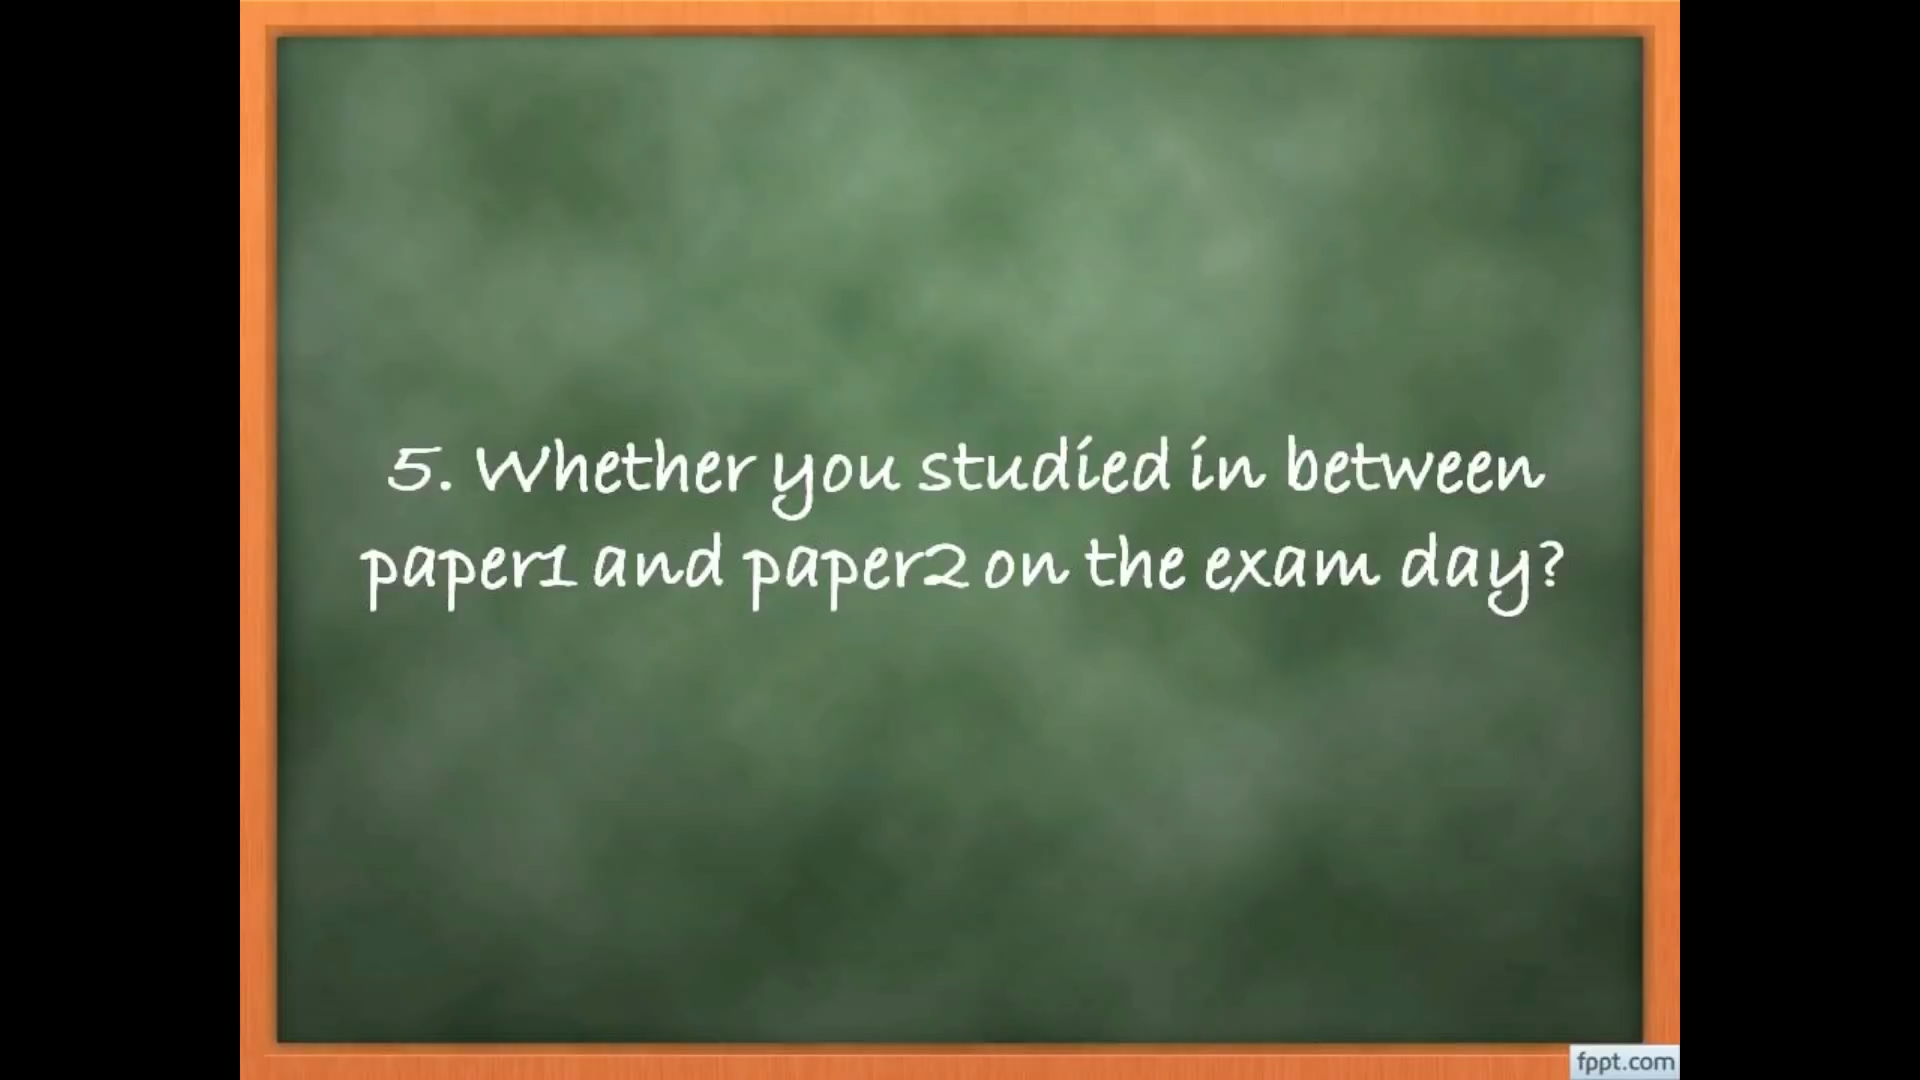 5. Whether you studied in between
paper1 and paper2 on the exam day?
fppt.com